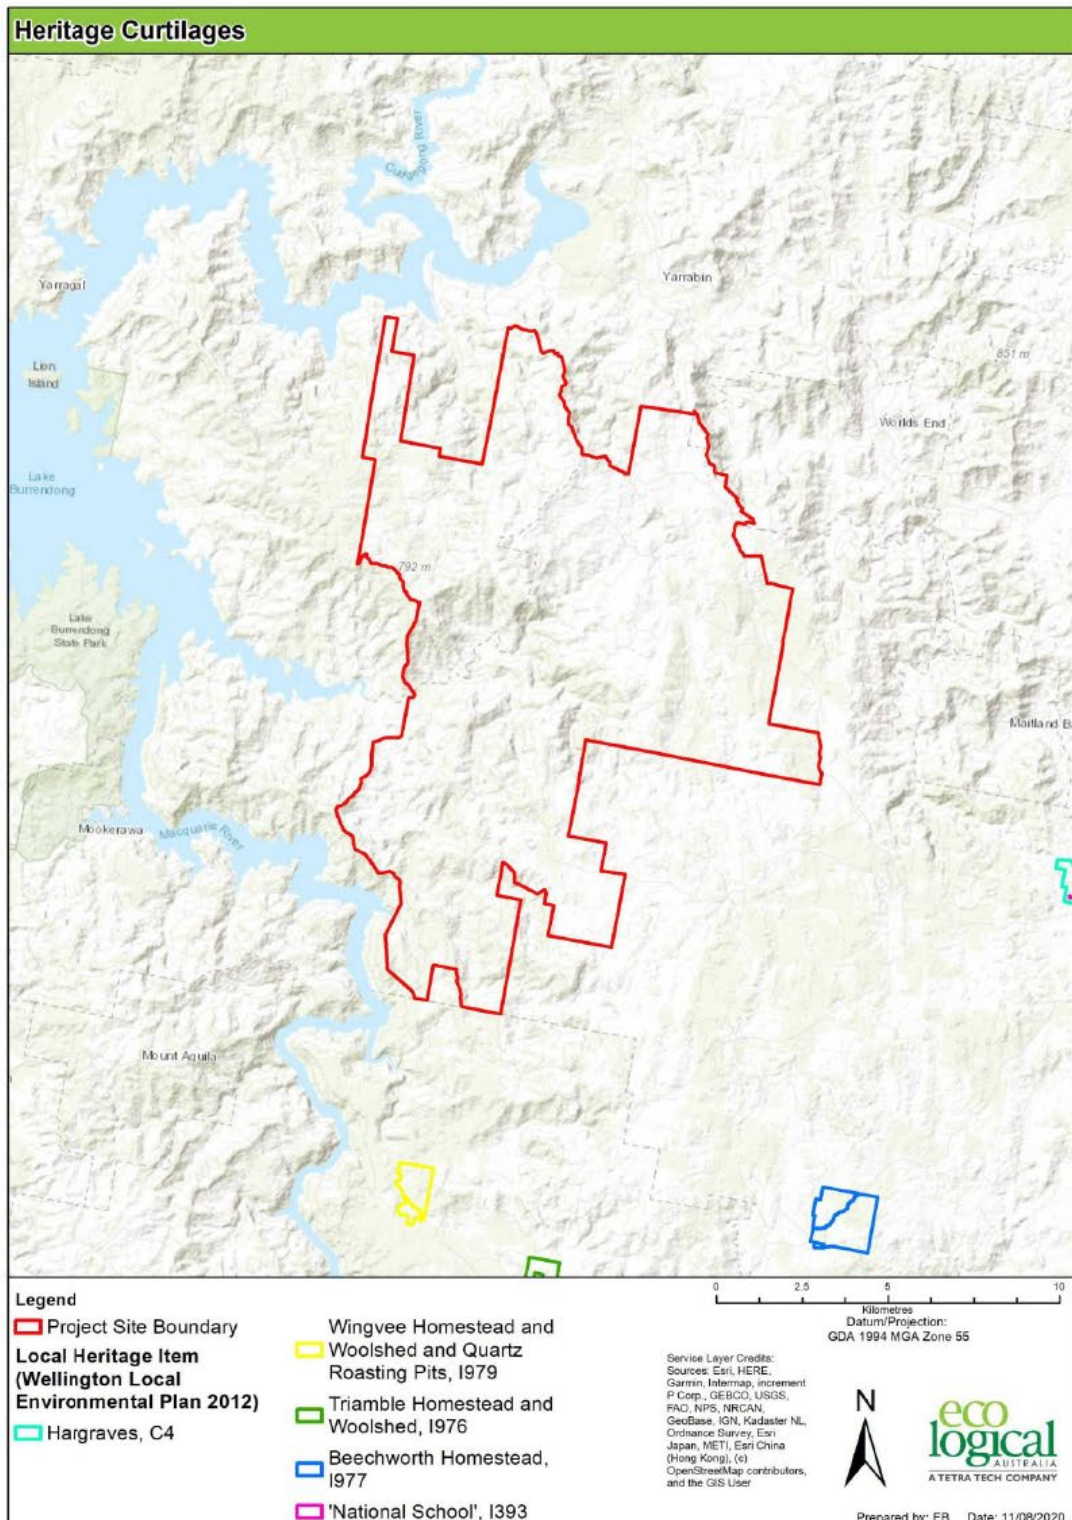 Heritage Curtilages
Cudgegong River
Yarragal
Yarrabin
851 m
Lion
Island
Worlds End
Lake
Burrendong
792 m
Lake
Burrendong
State Park
Maitland Ba
Mookerawa
Macquarie River
Mount Aquila
Legend
Project Site Boundary
Local Heritage Item
(Wellington Local
Environmental Plan 2012)
Hargraves, C4
Wingvee Homestead and
Woolshed and Quartz
Roasting Pits, I979
Triamble Homestead and
Woolshed, I976
Beechworth Homestead,
I977
'National School', I393
0 2.5 5 10
Kilometres
Datum/Projection:
GDA 1994 MGA Zone 55
Service Layer Credits:
Sources: Esri, HERE,
Garmin, Intermap, increment
P Corp., GEBCO, USGS,
FAO, NPS, NRCAN,
GeoBase, IGN, Kadaster NL,
Ordnance Survey, Esri
Japan, METI, Esri China
(Hong Kong), (c)
OpenStreetMap contributors,
and the GIS User
N
eco
logical
AUSTRALIA
A TETRA TECH COMPANY
Prepared by: EB Date: 11/08/2020